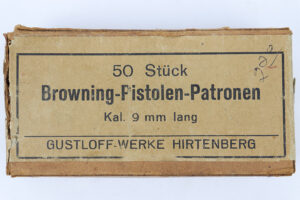 50 Stück
Browning-Pistolen-Patronen
Kal. 9 mm lang
GUSTLOFF-WERKE HIRTENBERG